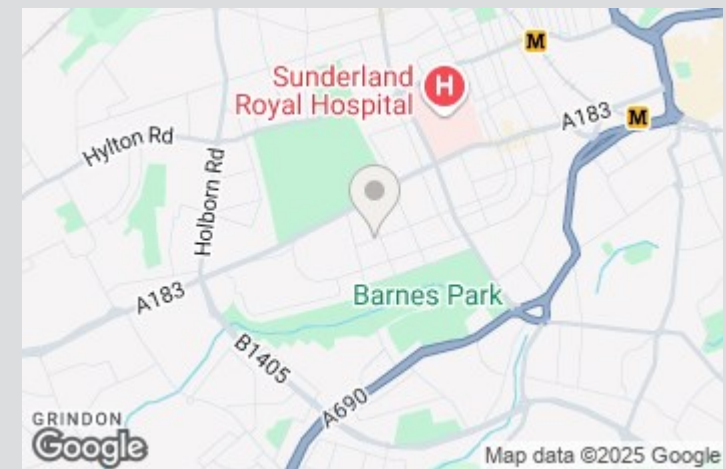 M
Sunderland
Royal Hospital
H
A183
M
Hylton Rd
Holborn Rd
A183
Barnes Park
B1405
A690
GRINDON
Google
Map data ©2025 Google